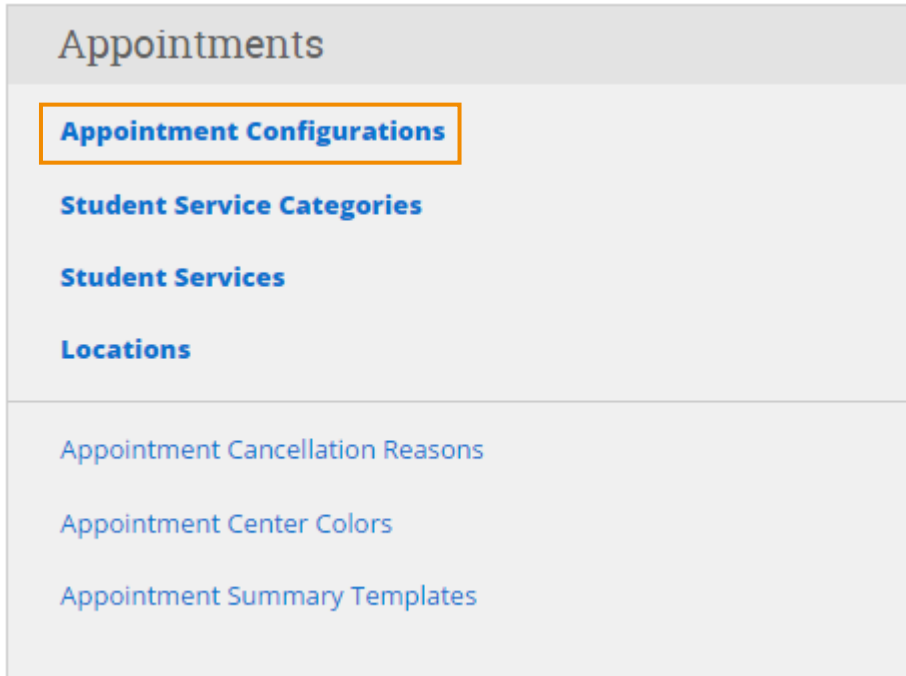 Appointments
Appointment Configurations
Student Service Categories
Student Services
Locations
Appointment Cancellation Reasons
Appointment Center Colors
Appointment Summary Templates